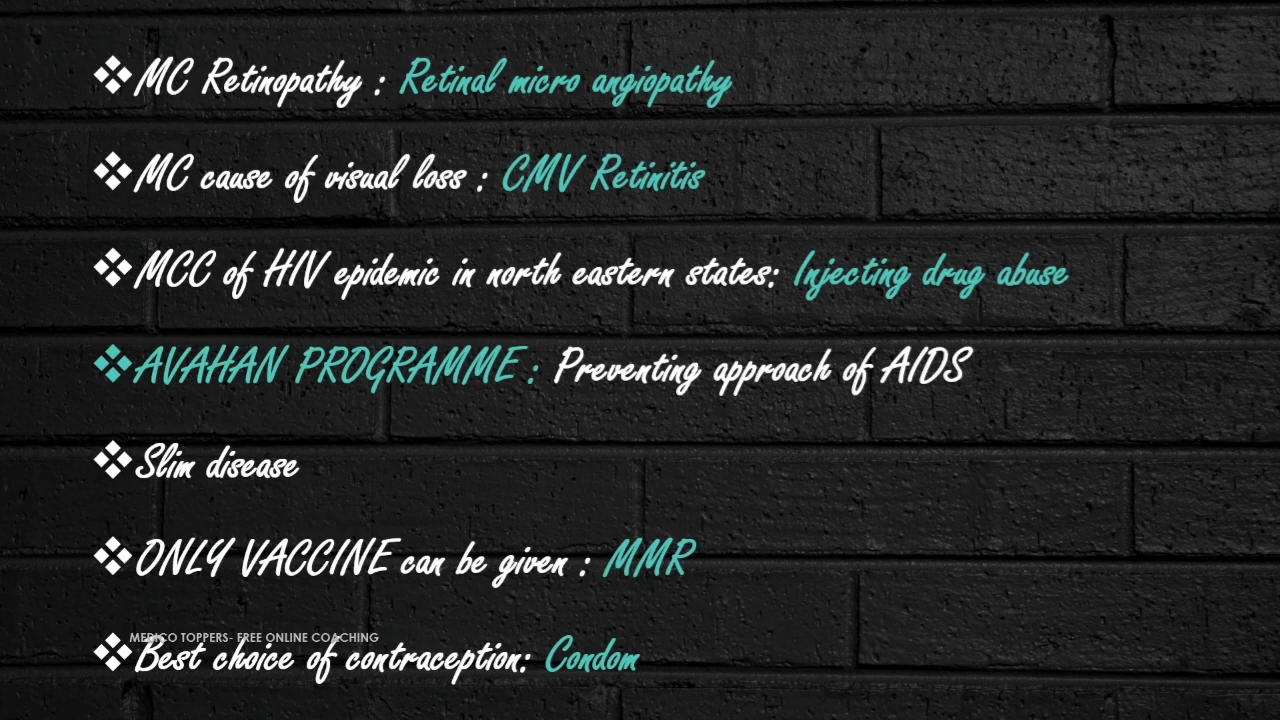 ❖MC Retinopathy : Retinal micro angiopathy
❖MC cause of visual loss : CMV Retinitis
❖MCC of HIV epidemic in north eastern states: Injecting drug abuse
❖AVAHAN PROGRAMME : Preventing approach of AIDS
❖Slim disease
❖ONLY VACCINE can be given : MMR
MEDICO TOPPERS- FREE ONLINE COACHING
❖Best choice of contraception: Condom